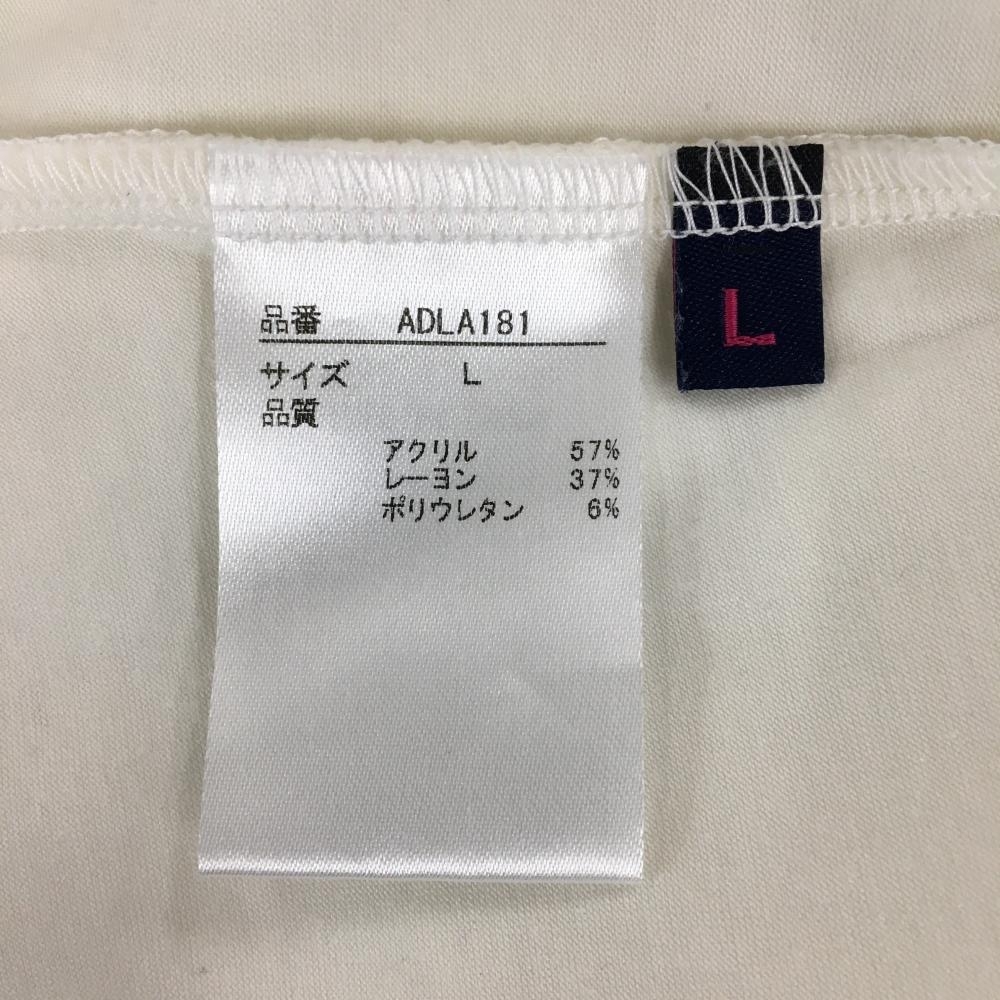 品番 ADLA181
サイズ L
品質
アクリル 57%
レーヨン 37%
ポリウレタン 6%
L